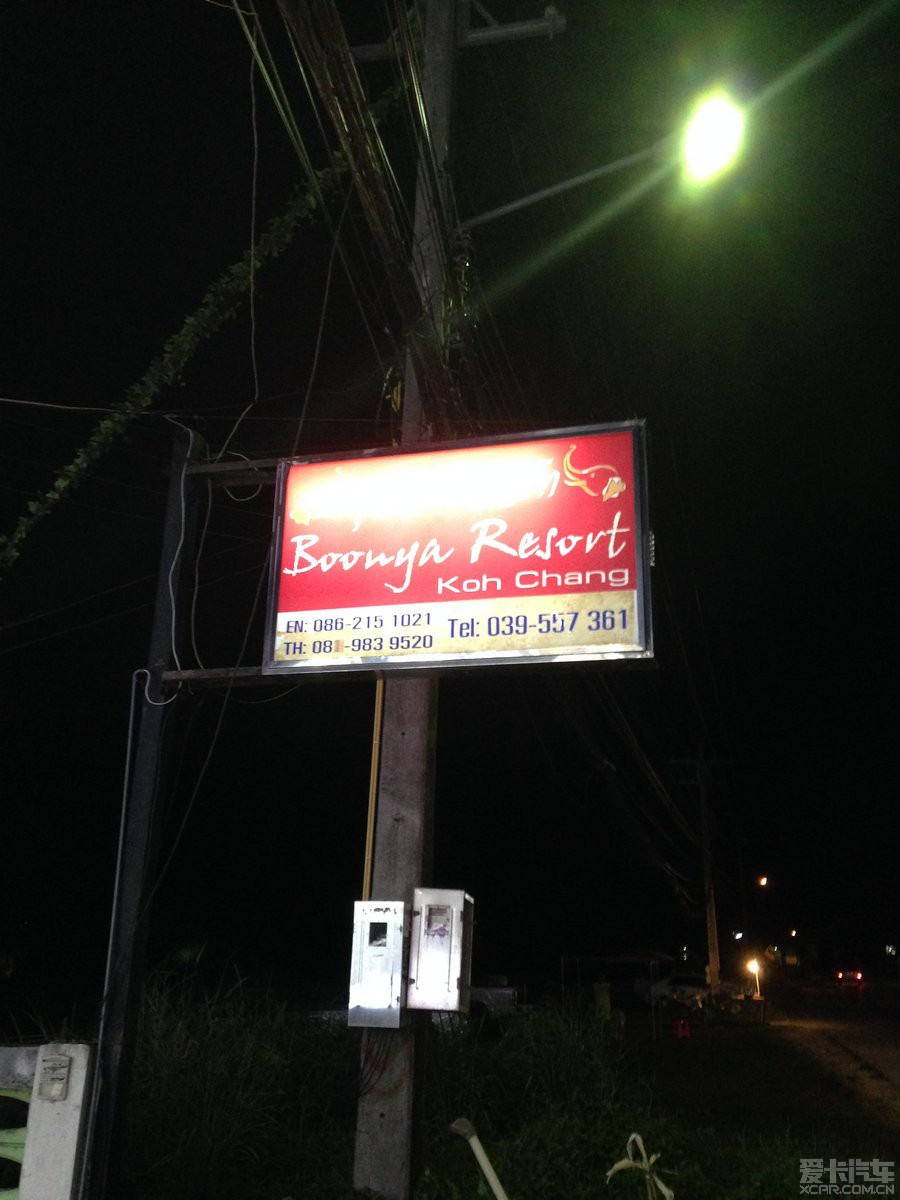 Boonya Resort
Koh Chang
EN: 086-215 1021
TH: 08 -983 9520
Tel: 039-557 361
爱卡汽车
XCAR.COM.CN